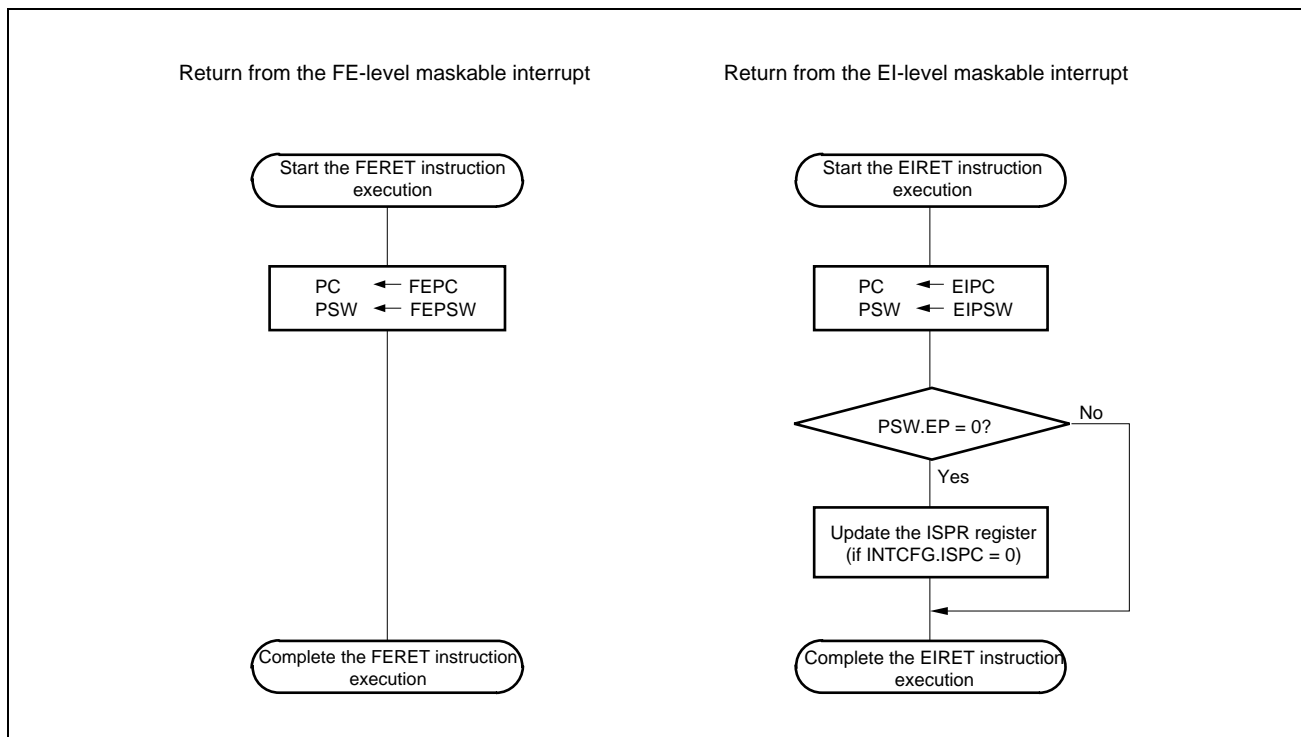 Return from the FE-level maskable interrupt
Start the FERET instruction
execution
PC ← FEPC
PSW ← FEPSW
Complete the FERET instruction
execution
Return from the EI-level maskable interrupt
Start the EIRET instruction
execution
PC ← EIPC
PSW ← EIPSW
PSW.EP = 0?
No
Yes
Update the ISPR register
(if INTCFG.ISPC = 0)
Complete the EIRET instruction
execution